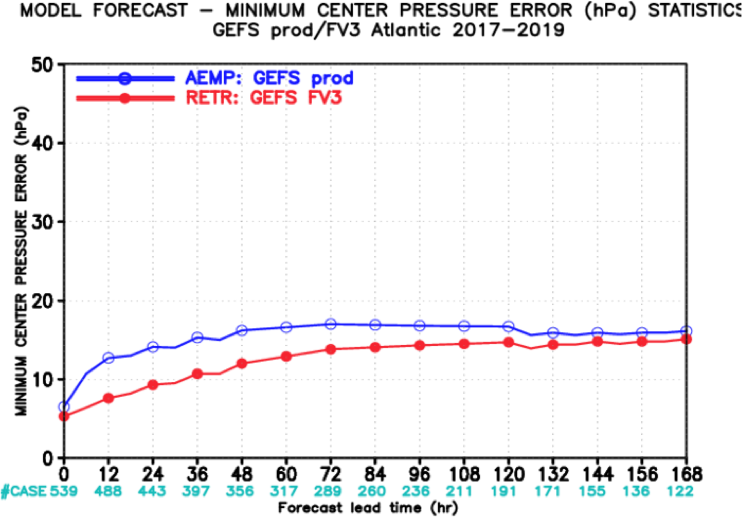 MODEL FORECAST – MINIMUM CENTER PRESSURE ERROR (hPa) STATISTICS
GEFS prod/FV3 Atlantic 2017–2019
AEMP: GEFS prod
RETR: GEFS FV3
MINIMUM CENTER PRESSURE ERROR (hPa)
50
40
30
20
10
0
0 12 24 36 48 60 72 84 96 108 120 132 144 156 168
#CASE 539 488 443 397 356 317 289 260 236 211 191 171 155 136 122
Forecast lead time (hr)